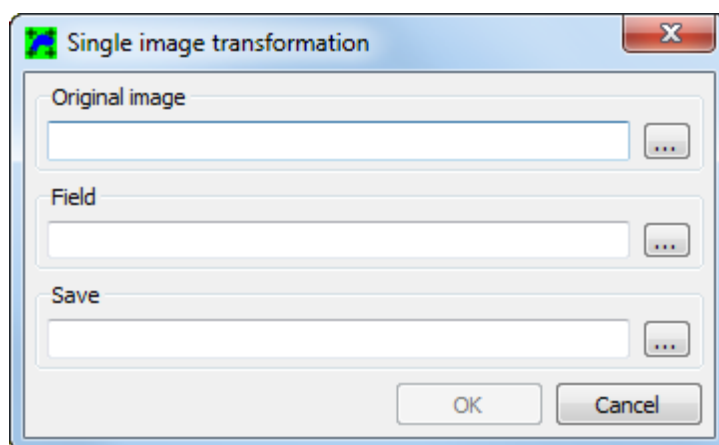 Single image transformation
Original image
...
Field
...
Save
...
OK
Cancel